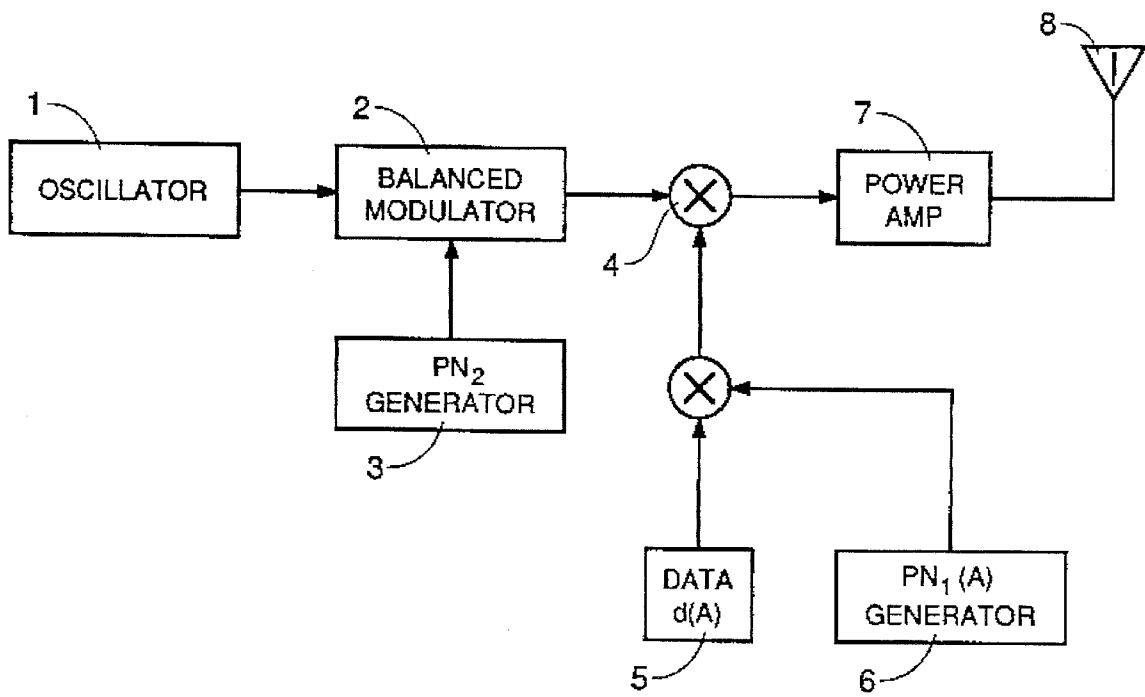 8
1
2
7
OSCILLATOR
BALANCED
MODULATOR
POWER
AMP
4
PN₂
GENERATOR
3
DATA
d(A)
PN₁(A)
GENERATOR
5
6